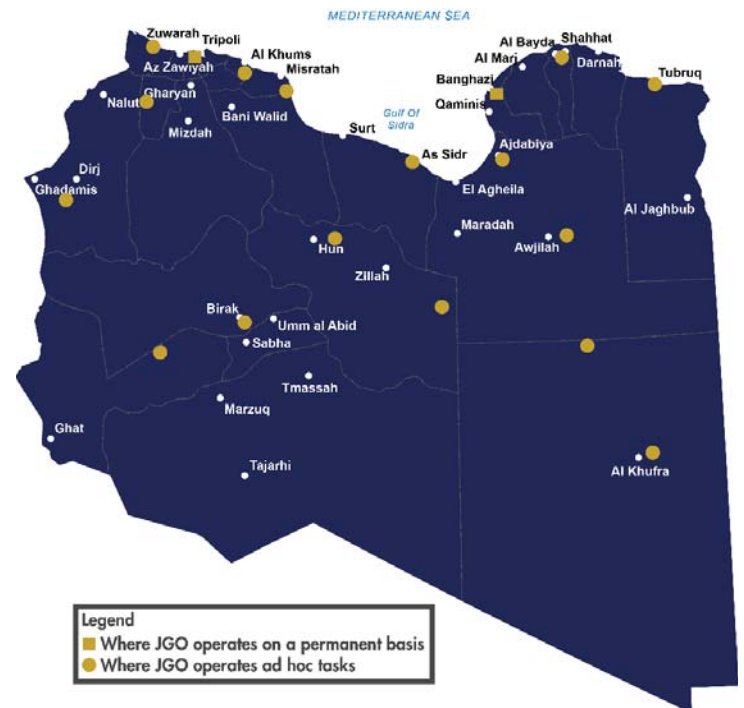 MEDITERRANEAN SEA
Zuwarah
Tripoli
Az Zawiyah
Al Khums
Misratah
Nalut
Gharyan
Mizdah
Bani Walid
Al Bayda
Shahhat
Al Marj
Darnah
Banghazi
Tubruq
Qaminis
Gulf Of
Sidra
Surt
As Sidr
Ajdabiya
El Agheila
Dirj
Ghadamis
Al Jaghbub
Maradah
Awjilah
Hun
Zillah
Birak
Umm al Abid
Sabha
Tmassah
Marzuq
Ghat
Tajarhi
Al Khufra
Legend
Where JGO operates on a permanent basis
Where JGO operates ad hoc tasks